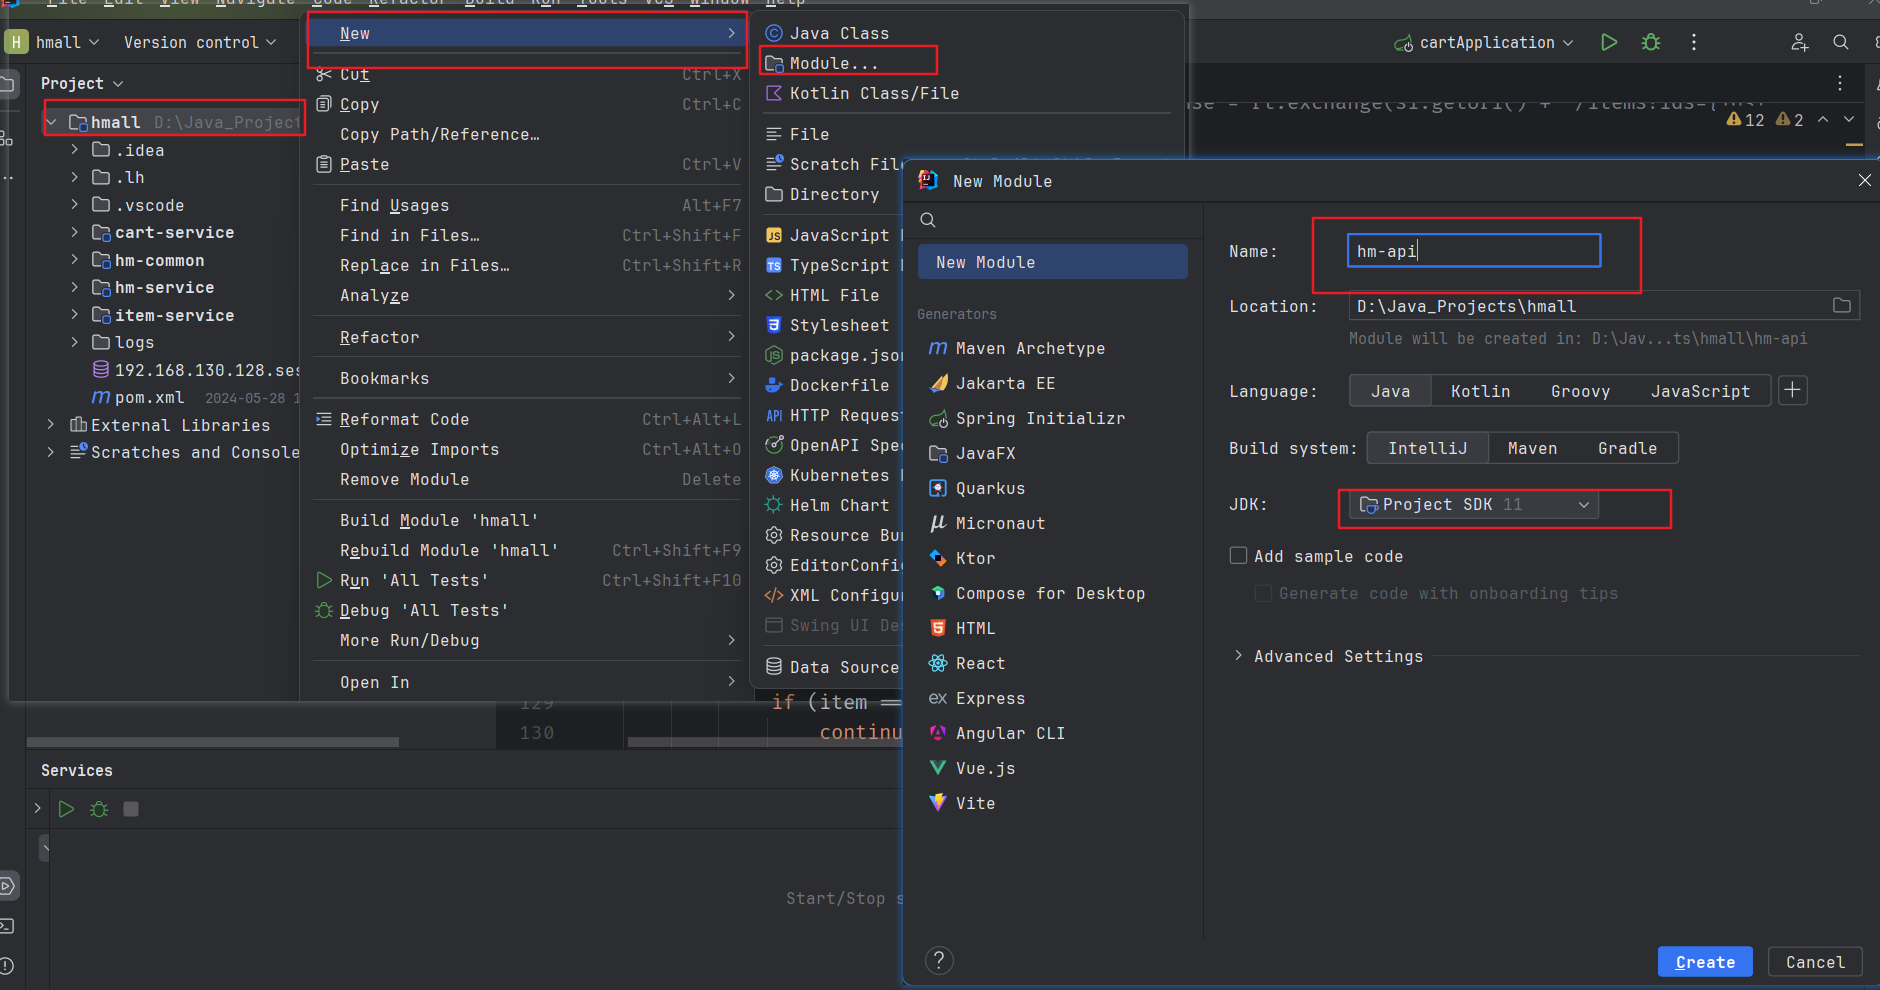 File Edit View Navigate Code Refactor Build Run Tools VCS Window Help
H hmall Version control
cartApplication
Project
hmall D:\Java_Project
.idea
.lh
.vscode
cart-service
hm-common
hm-service
item-service
logs
192.168.130.128.ses
pom.xml 2024-05-28 1
External Libraries
Scratches and Console
New
Cut Ctrl+X
Copy Ctrl+C
Copy Path/Reference…
Paste Ctrl+V
Find Usages Alt+F7
Find in Files… Ctrl+Shift+F
Replace in Files… Ctrl+Shift+R
Analyze
Refactor
Bookmarks
Reformat Code Ctrl+Alt+L
Optimize Imports Ctrl+Alt+O
Remove Module Delete
Build Module 'hmall'
Rebuild Module 'hmall' Ctrl+Shift+F9
Run 'All Tests' Ctrl+Shift+F10
Debug 'All Tests'
More Run/Debug
Open In
Java Class
Module...
Kotlin Class/File
File
Scratch File
Directory
JavaScript
TypeScript
HTML File
Stylesheet
package.json
Dockerfile
HTTP Request
OpenAPI Spe
Kubernetes
Helm Chart
Resource Bu
EditorConfi
XML Configur
Swing UI De
Data Source
12 2
129 if (item ==
130 continu
Services
Start/Stop s
New Module
New Module
Generators
Maven Archetype
Jakarta EE
Spring Initializr
JavaFX
Quarkus
Micronaut
Ktor
Compose for Desktop
HTML
React
ex Express
Angular CLI
Vue.js
Vite
Name: hm-api
Location: D:\Java_Projects\hmall
Module will be created in: D:\Jav...ts\hmall\hm-api
Language: Java Kotlin Groovy JavaScript +
Build system: IntelliJ Maven Gradle
JDK: Project SDK 11
Add sample code
Generate code with onboarding tips
Advanced Settings
?
Create Cancel